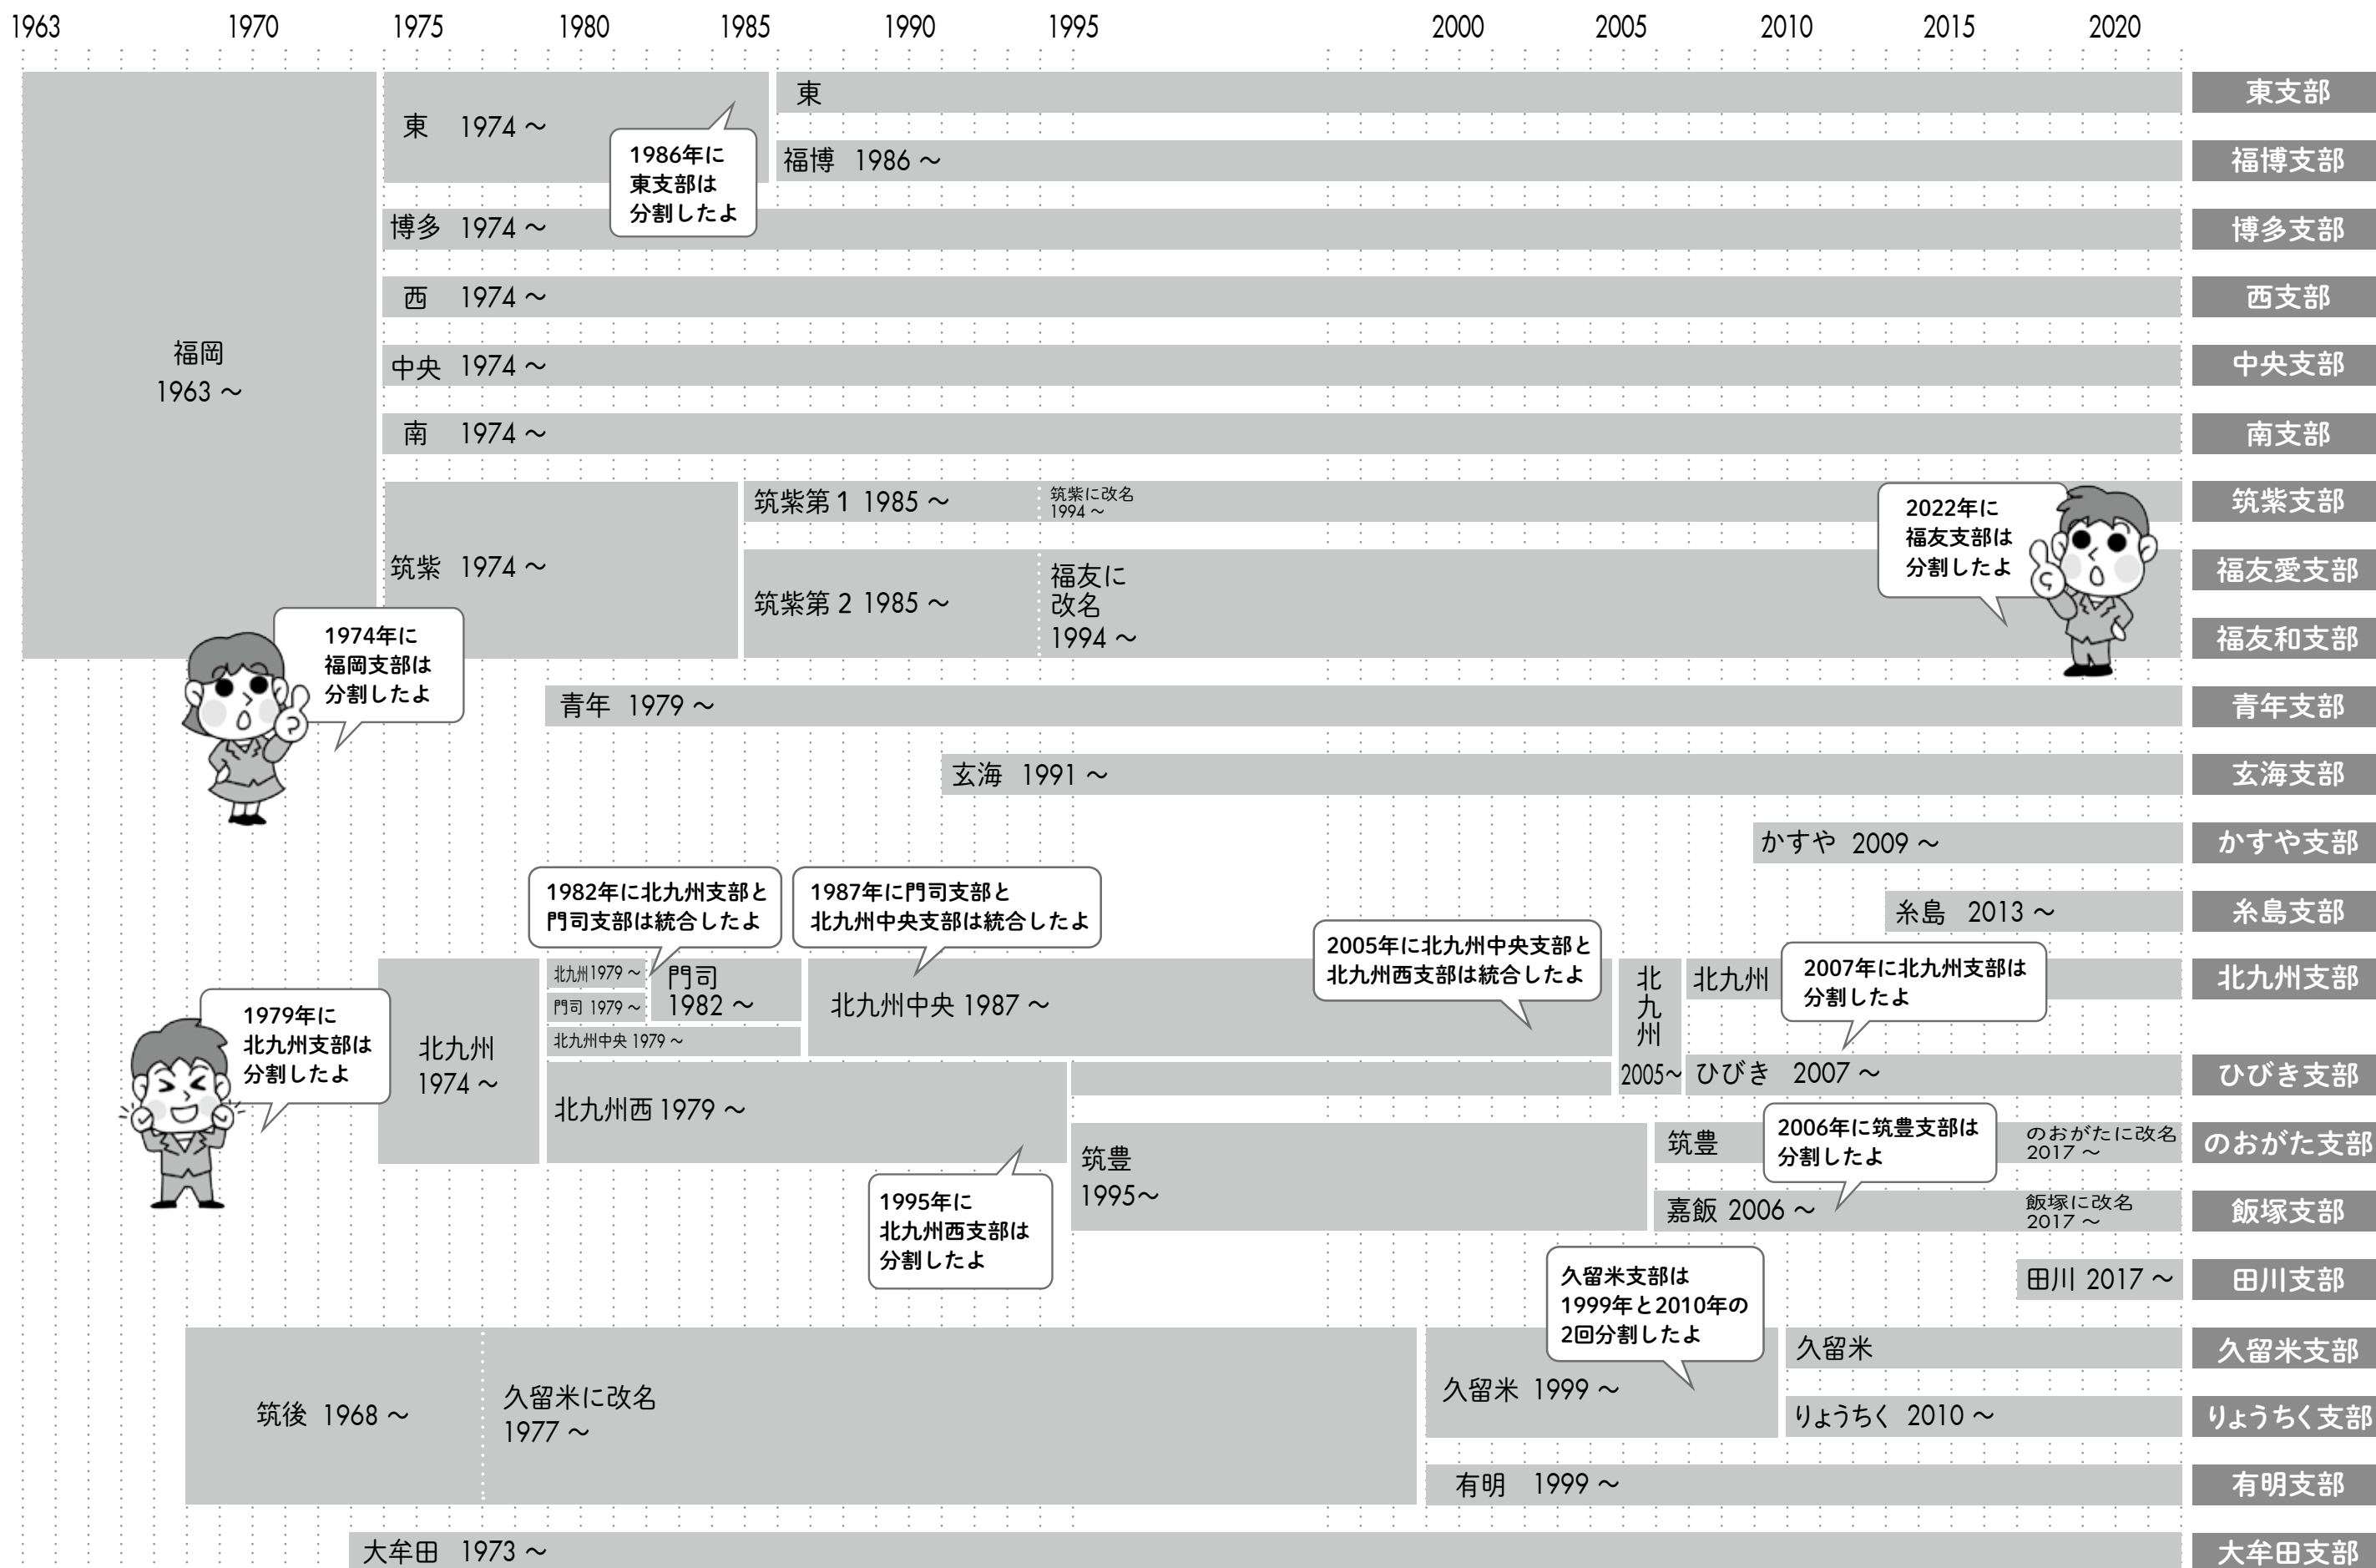 1963 1970 1975 1980 1985 1990 1995 2000 2005 2010 2015 2020
東 1974 ～
1986年に
東支部は
分割したよ
東
東支部
福博 1986 ～
福博支部
博多 1974 ～
博多支部
西 1974 ～
西支部
福岡
1963 ～
中央 1974 ～
中央支部
南 1974 ～
南支部
筑紫 1974 ～
筑紫第1 1985 ～
筑紫に改名
1994 ～
筑紫支部
筑紫第2 1985 ～
福友に
改名
1994 ～
2022年に
福友支部は
分割したよ
福友愛支部
福友和支部
1974年に
福岡支部は
分割したよ
青年 1979 ～
青年支部
玄海 1991 ～
玄海支部
かすや 2009 ～
かすや支部
糸島 2013 ～
糸島支部
1982年に北九州支部と
門司支部は統合したよ
1987年に門司支部と
北九州中央支部は統合したよ
2005年に北九州中央支部と
北九州西支部は統合したよ
2007年に北九州支部は
分割したよ
1979年に
北九州支部は
分割したよ
北九州
1974 ～
北九州1979 ～
門司 1979 ～
門司
1982 ～
北九州中央 1979 ～
北九州中央 1987 ～
北九州
2005～
北九州
北九州支部
北九州西 1979 ～
ひびき 2007 ～
ひびき支部
1995年に
北九州西支部は
分割したよ
筑豊
1995～
筑豊
2006年に筑豊支部は
分割したよ
のおがたに改名
2017 ～
のおがた支部
嘉飯 2006 ～
飯塚に改名
2017 ～
飯塚支部
田川 2017 ～
田川支部
久留米支部は
1999年と2010年の
2回分割したよ
筑後 1968 ～
久留米に改名
1977 ～
久留米 1999 ～
久留米
久留米支部
りょうちく 2010 ～
りょうちく支部
有明 1999 ～
有明支部
大牟田 1973 ～
大牟田支部